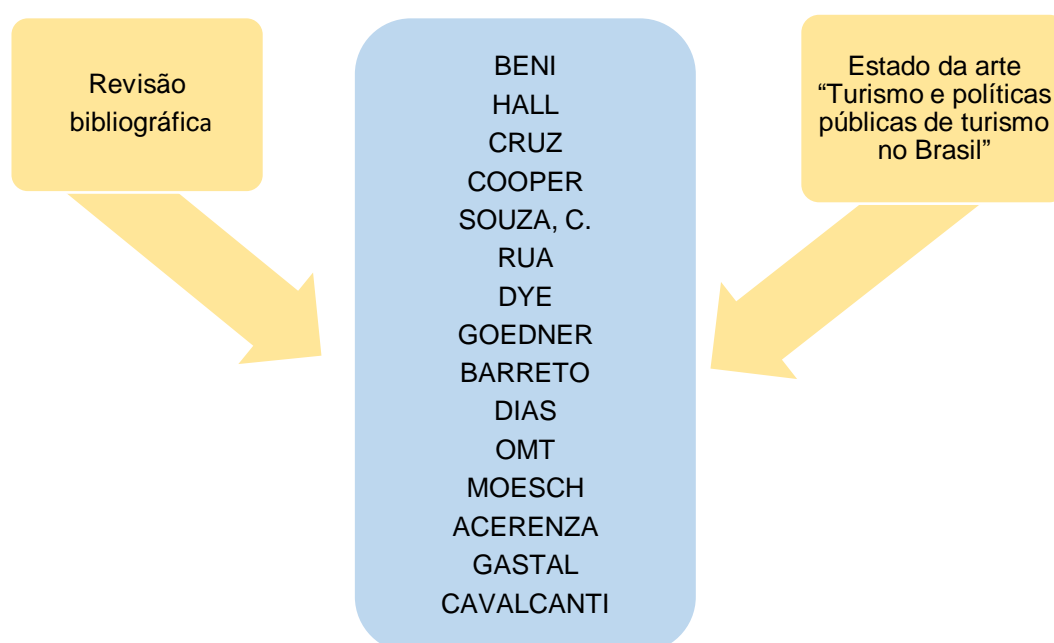 Revisão
bibliográfica
BENI
HALL
CRUZ
COOPER
SOUZA, C.
RUA
DYE
GOEDNER
BARRETO
DIAS
OMT
MOESCH
ACERENZA
GASTAL
CAVALCANTI
Estado da arte
“Turismo e políticas
públicas de turismo
no Brasil”